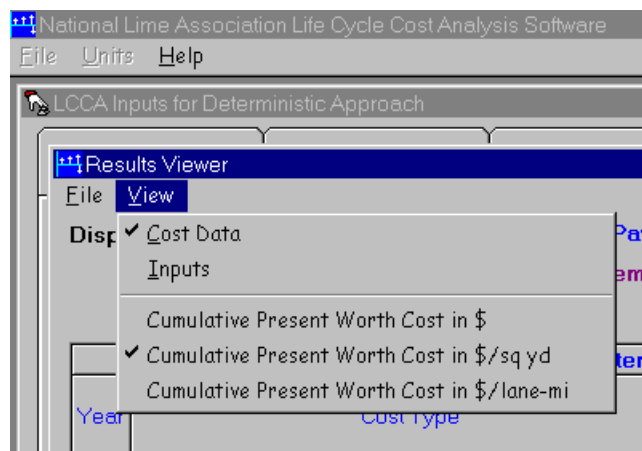 National Lime Association Life Cycle Cost Analysis Software
File Units Help
LCCA Inputs for Deterministic Approach
Results Viewer
File View
Cost Data
Inputs
Cumulative Present Worth Cost in $
Cumulative Present Worth Cost in $/sq yd
Cumulative Present Worth Cost in $/lane-mi
Year Cost Type